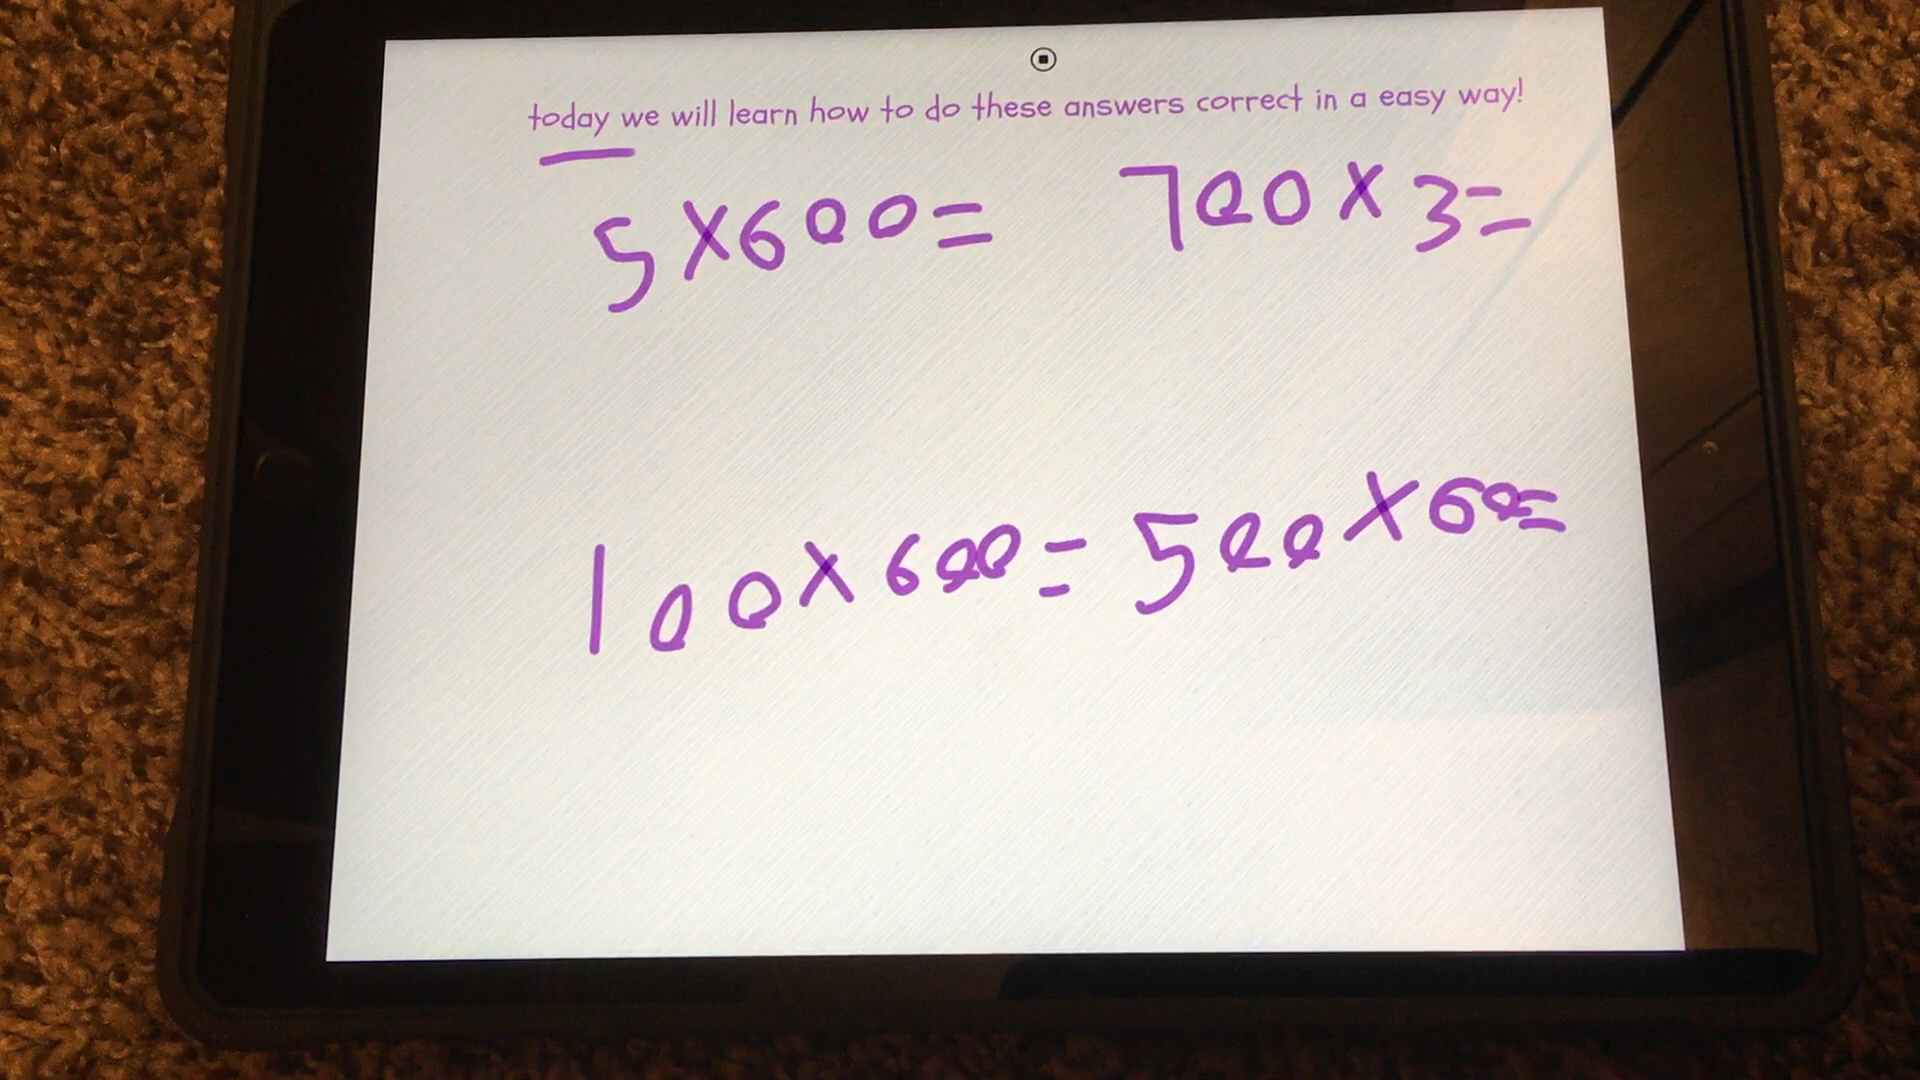 today we will learn how to do these answers correct in a easy way!
5x600= 700x3=
100x600= 500x60=